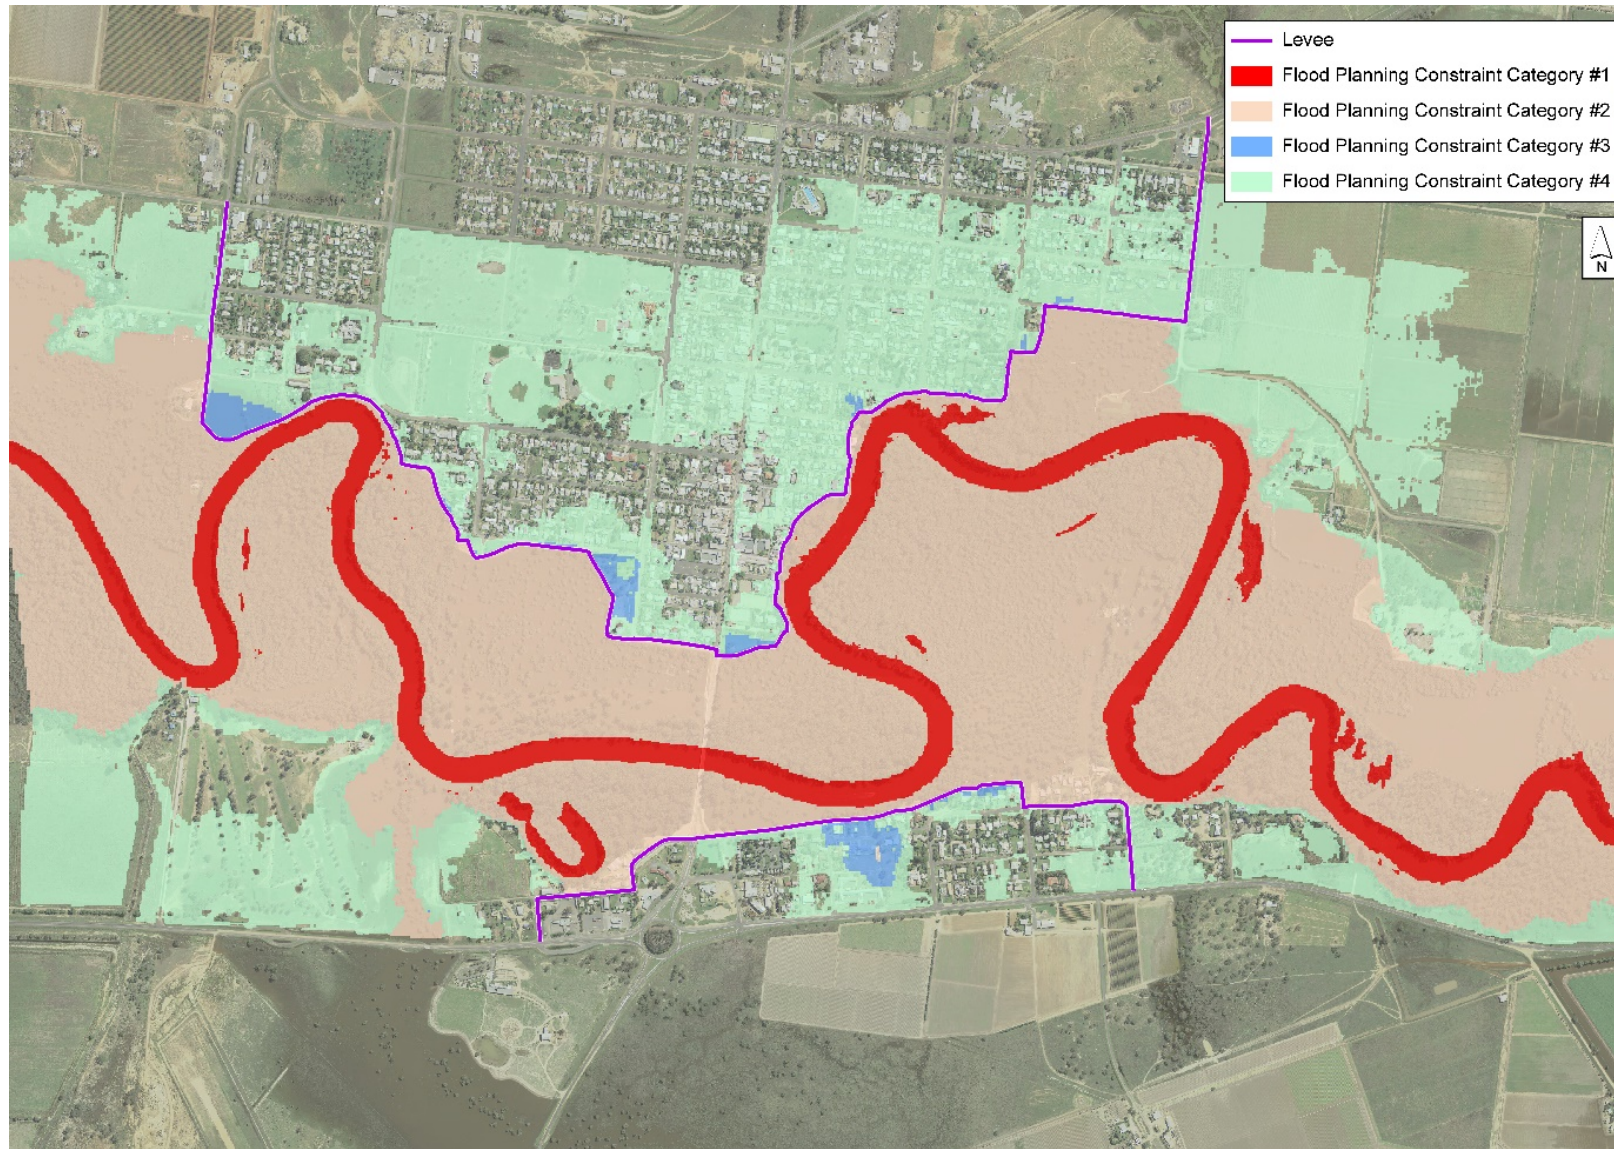 Levee
Flood Planning Constraint Category #1
Flood Planning Constraint Category #2
Flood Planning Constraint Category #3
Flood Planning Constraint Category #4
N